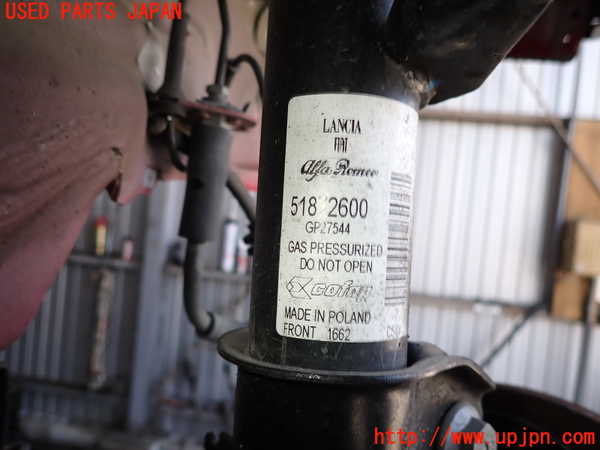 USED PARTS JAPAN
LANCIA
FIAT
Alfa Romeo
518 2600
GP27544
GAS PRESSURIZED
DO NOT OPEN
MADE IN POLAND
FRONT 1662
http://www.upjpn.com/